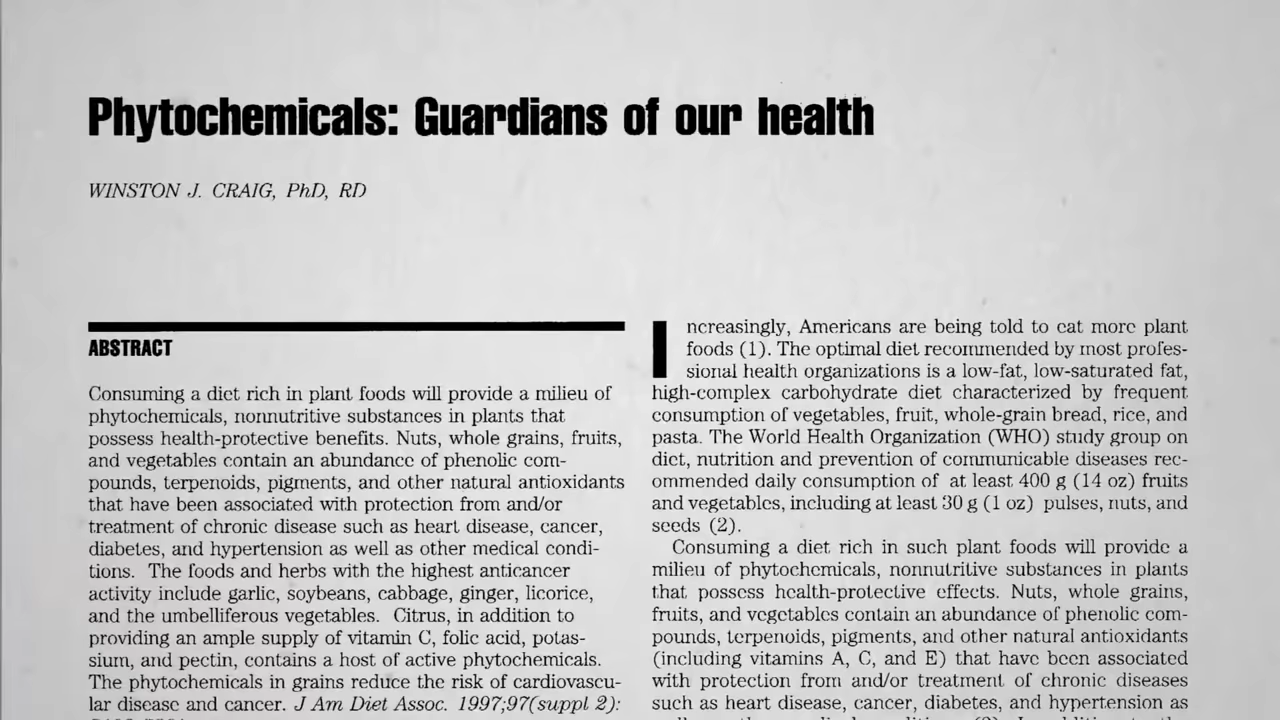 Phytochemicals: Guardians of our health
WINSTON J. CRAIG, PhD, RD
ABSTRACT
Consuming a diet rich in plant foods will provide a milieu of
phytochemicals, nonnutritive substances in plants that
possess health-protective benefits. Nuts, whole grains, fruits,
and vegetables contain an abundance of phenolic com-
pounds, terpenoids, pigments, and other natural antioxidants
that have been associated with protection from and/or
treatment of chronic disease such as heart disease, cancer,
diabetes, and hypertension as well as other medical condi-
tions. The foods and herbs with the highest anticancer
activity include garlic, soybeans, cabbage, ginger, licorice,
and the umbelliferous vegetables. Citrus, in addition to
providing an ample supply of vitamin C, folic acid, potas-
sium, and pectin, contains a host of active phytochemicals.
The phytochemicals in grains reduce the risk of cardiovascu-
lar disease and cancer. J Am Diet Assoc. 1997;97(suppl 2):
Increasingly, Americans are being told to eat more plant
foods (1). The optimal diet recommended by most profes-
sional health organizations is a low-fat, low-saturated fat,
high-complex carbohydrate diet characterized by frequent
consumption of vegetables, fruit, whole-grain bread, rice, and
pasta. The World Health Organization (WHO) study group on
diet, nutrition and prevention of communicable diseases rec-
ommended daily consumption of at least 400 g (14 oz) fruits
and vegetables, including at least 30 g (1 oz) pulses, nuts, and
seeds (2).
Consuming a diet rich in such plant foods will provide a
milieu of phytochemicals, nonnutritive substances in plants
that possess health-protective effects. Nuts, whole grains,
fruits, and vegetables contain an abundance of phenolic com-
pounds, terpenoids, pigments, and other natural antioxidants
(including vitamins A, C, and E) that have been associated
with protection from and/or treatment of chronic diseases
such as heart disease, cancer, diabetes, and hypertension as